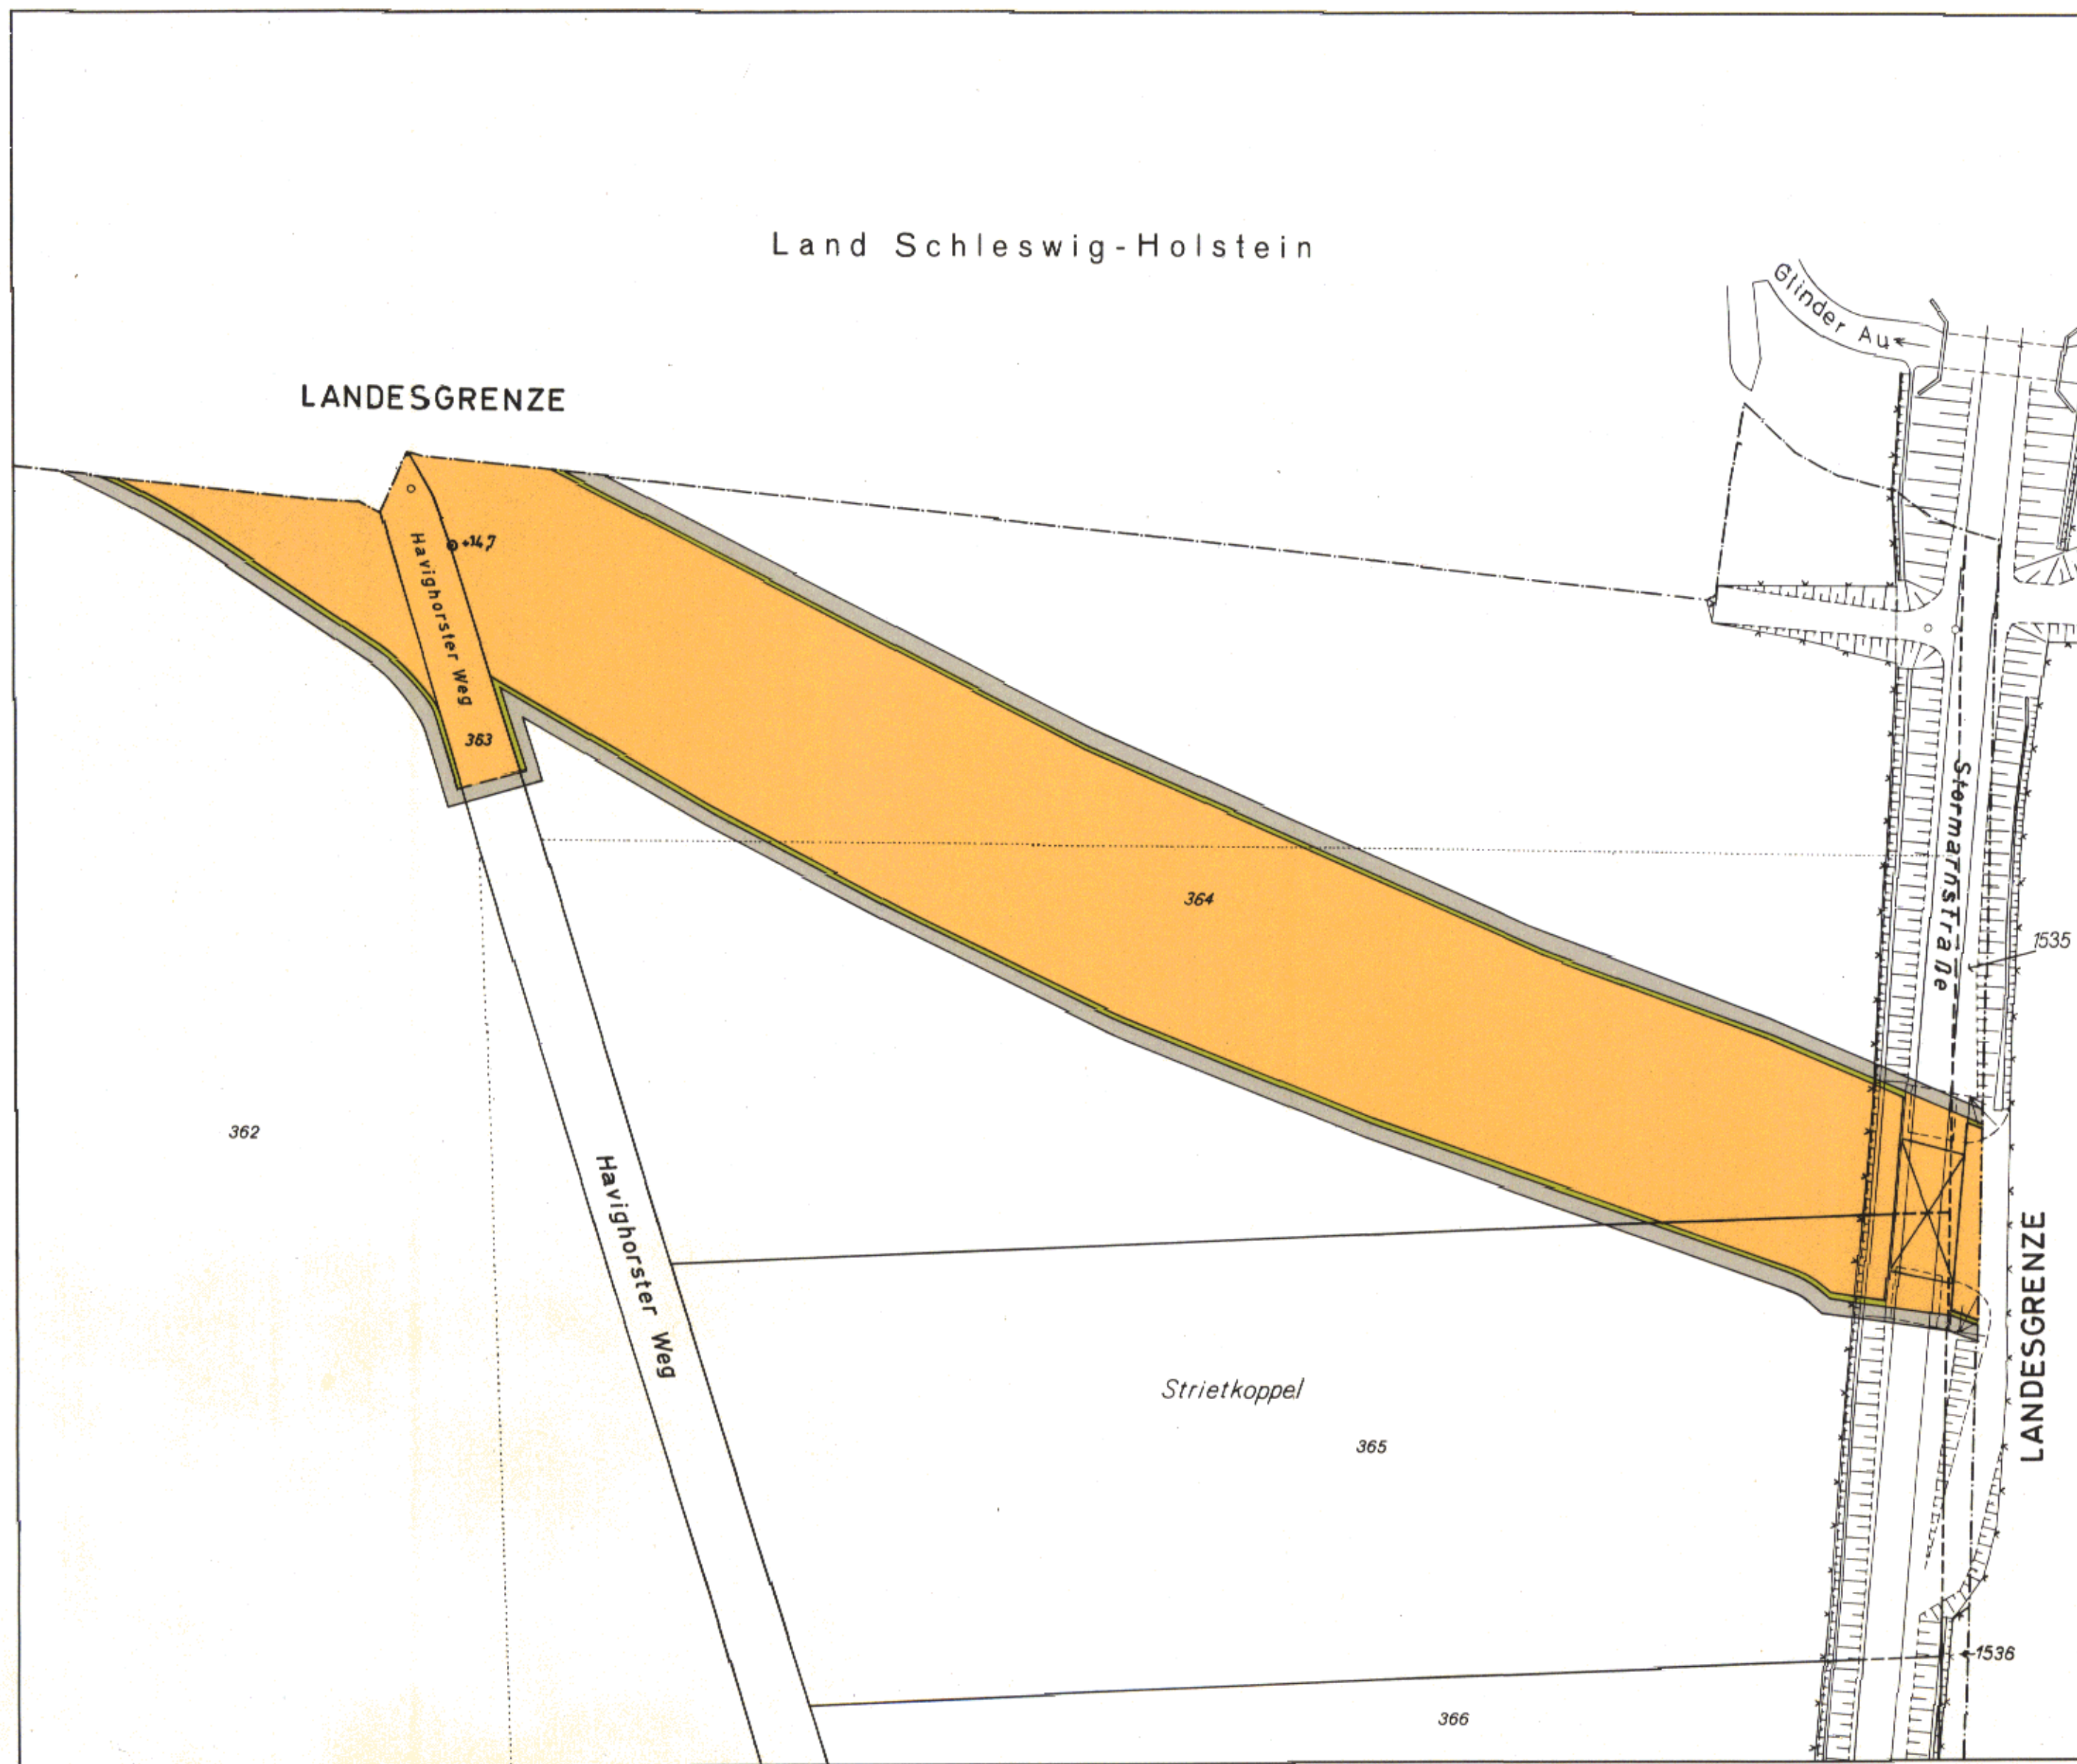 Land Schleswig-Holstein
Glinder Au
LANDESGRENZE
+14,7
Havighorster Weg
363
Stormarnstraße
364
1535
362
Havighorster Weg
LANDESGRENZE
Strietkoppel
365
1536
366